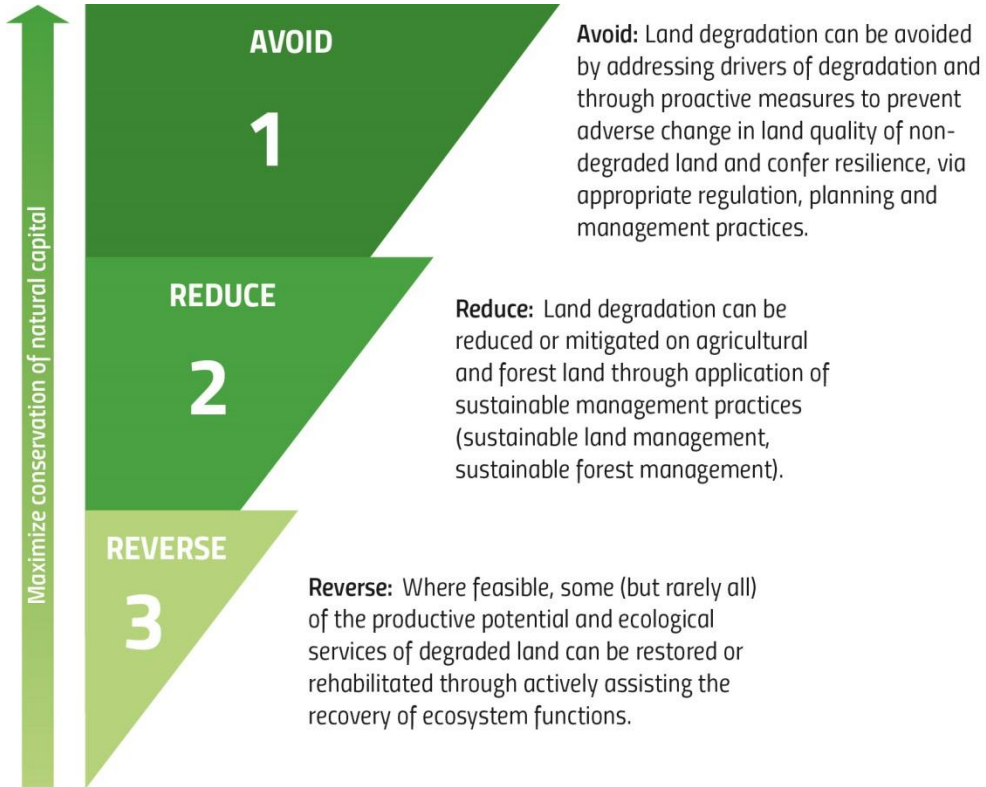 Maximize conservation of natural capital
AVOID
1
Avoid: Land degradation can be avoided
by addressing drivers of degradation and
through proactive measures to prevent
adverse change in land quality of non-
degraded land and confer resilience, via
appropriate regulation, planning and
management practices.
REDUCE
2
Reduce: Land degradation can be
reduced or mitigated on agricultural
and forest land through application of
sustainable management practices
(sustainable land management,
sustainable forest management).
REVERSE
3
Reverse: Where feasible, some (but rarely all)
of the productive potential and ecological
services of degraded land can be restored or
rehabilitated through actively assisting the
recovery of ecosystem functions.